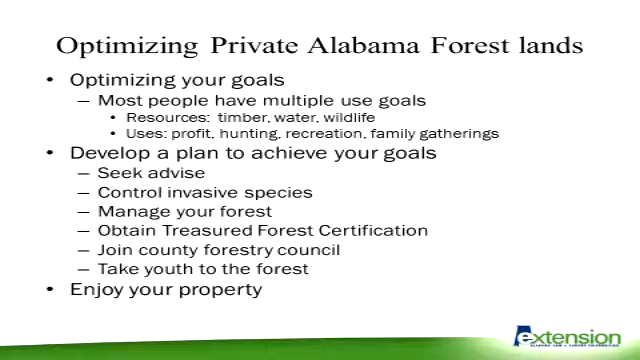 Optimizing Private Alabama Forest lands
• Optimizing your goals
– Most people have multiple use goals
• Resources: timber, water, wildlife
• Uses: profit, hunting, recreation, family gatherings
• Develop a plan to achieve your goals
– Seek advise
– Control invasive species
– Manage your forest
– Obtain Treasured Forest Certification
– Join county forestry council
– Take youth to the forest
• Enjoy your property
extension